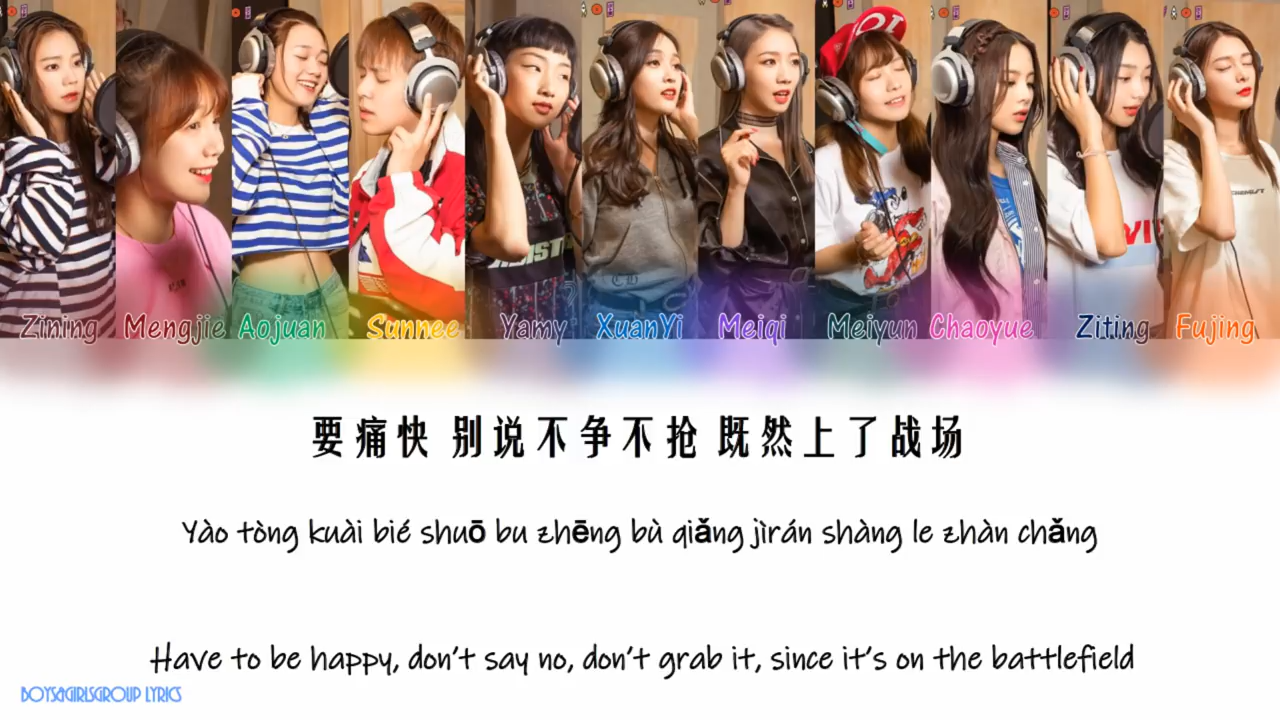 Zining Mengjie Aojuan Sunnee Yamy XuanYi Meiqi Meiyun Chaoyue Ziting Fujing
要痛快 别说不争不抢 既然上了战场
Yào tòng kuài bié shuō bu zhēng bù qiǎng jìrán shàng le zhàn chǎng
Have to be happy, don't say no, don't grab it, since it's on the battlefield
BOYS&GIRLSGROUP LYRICS